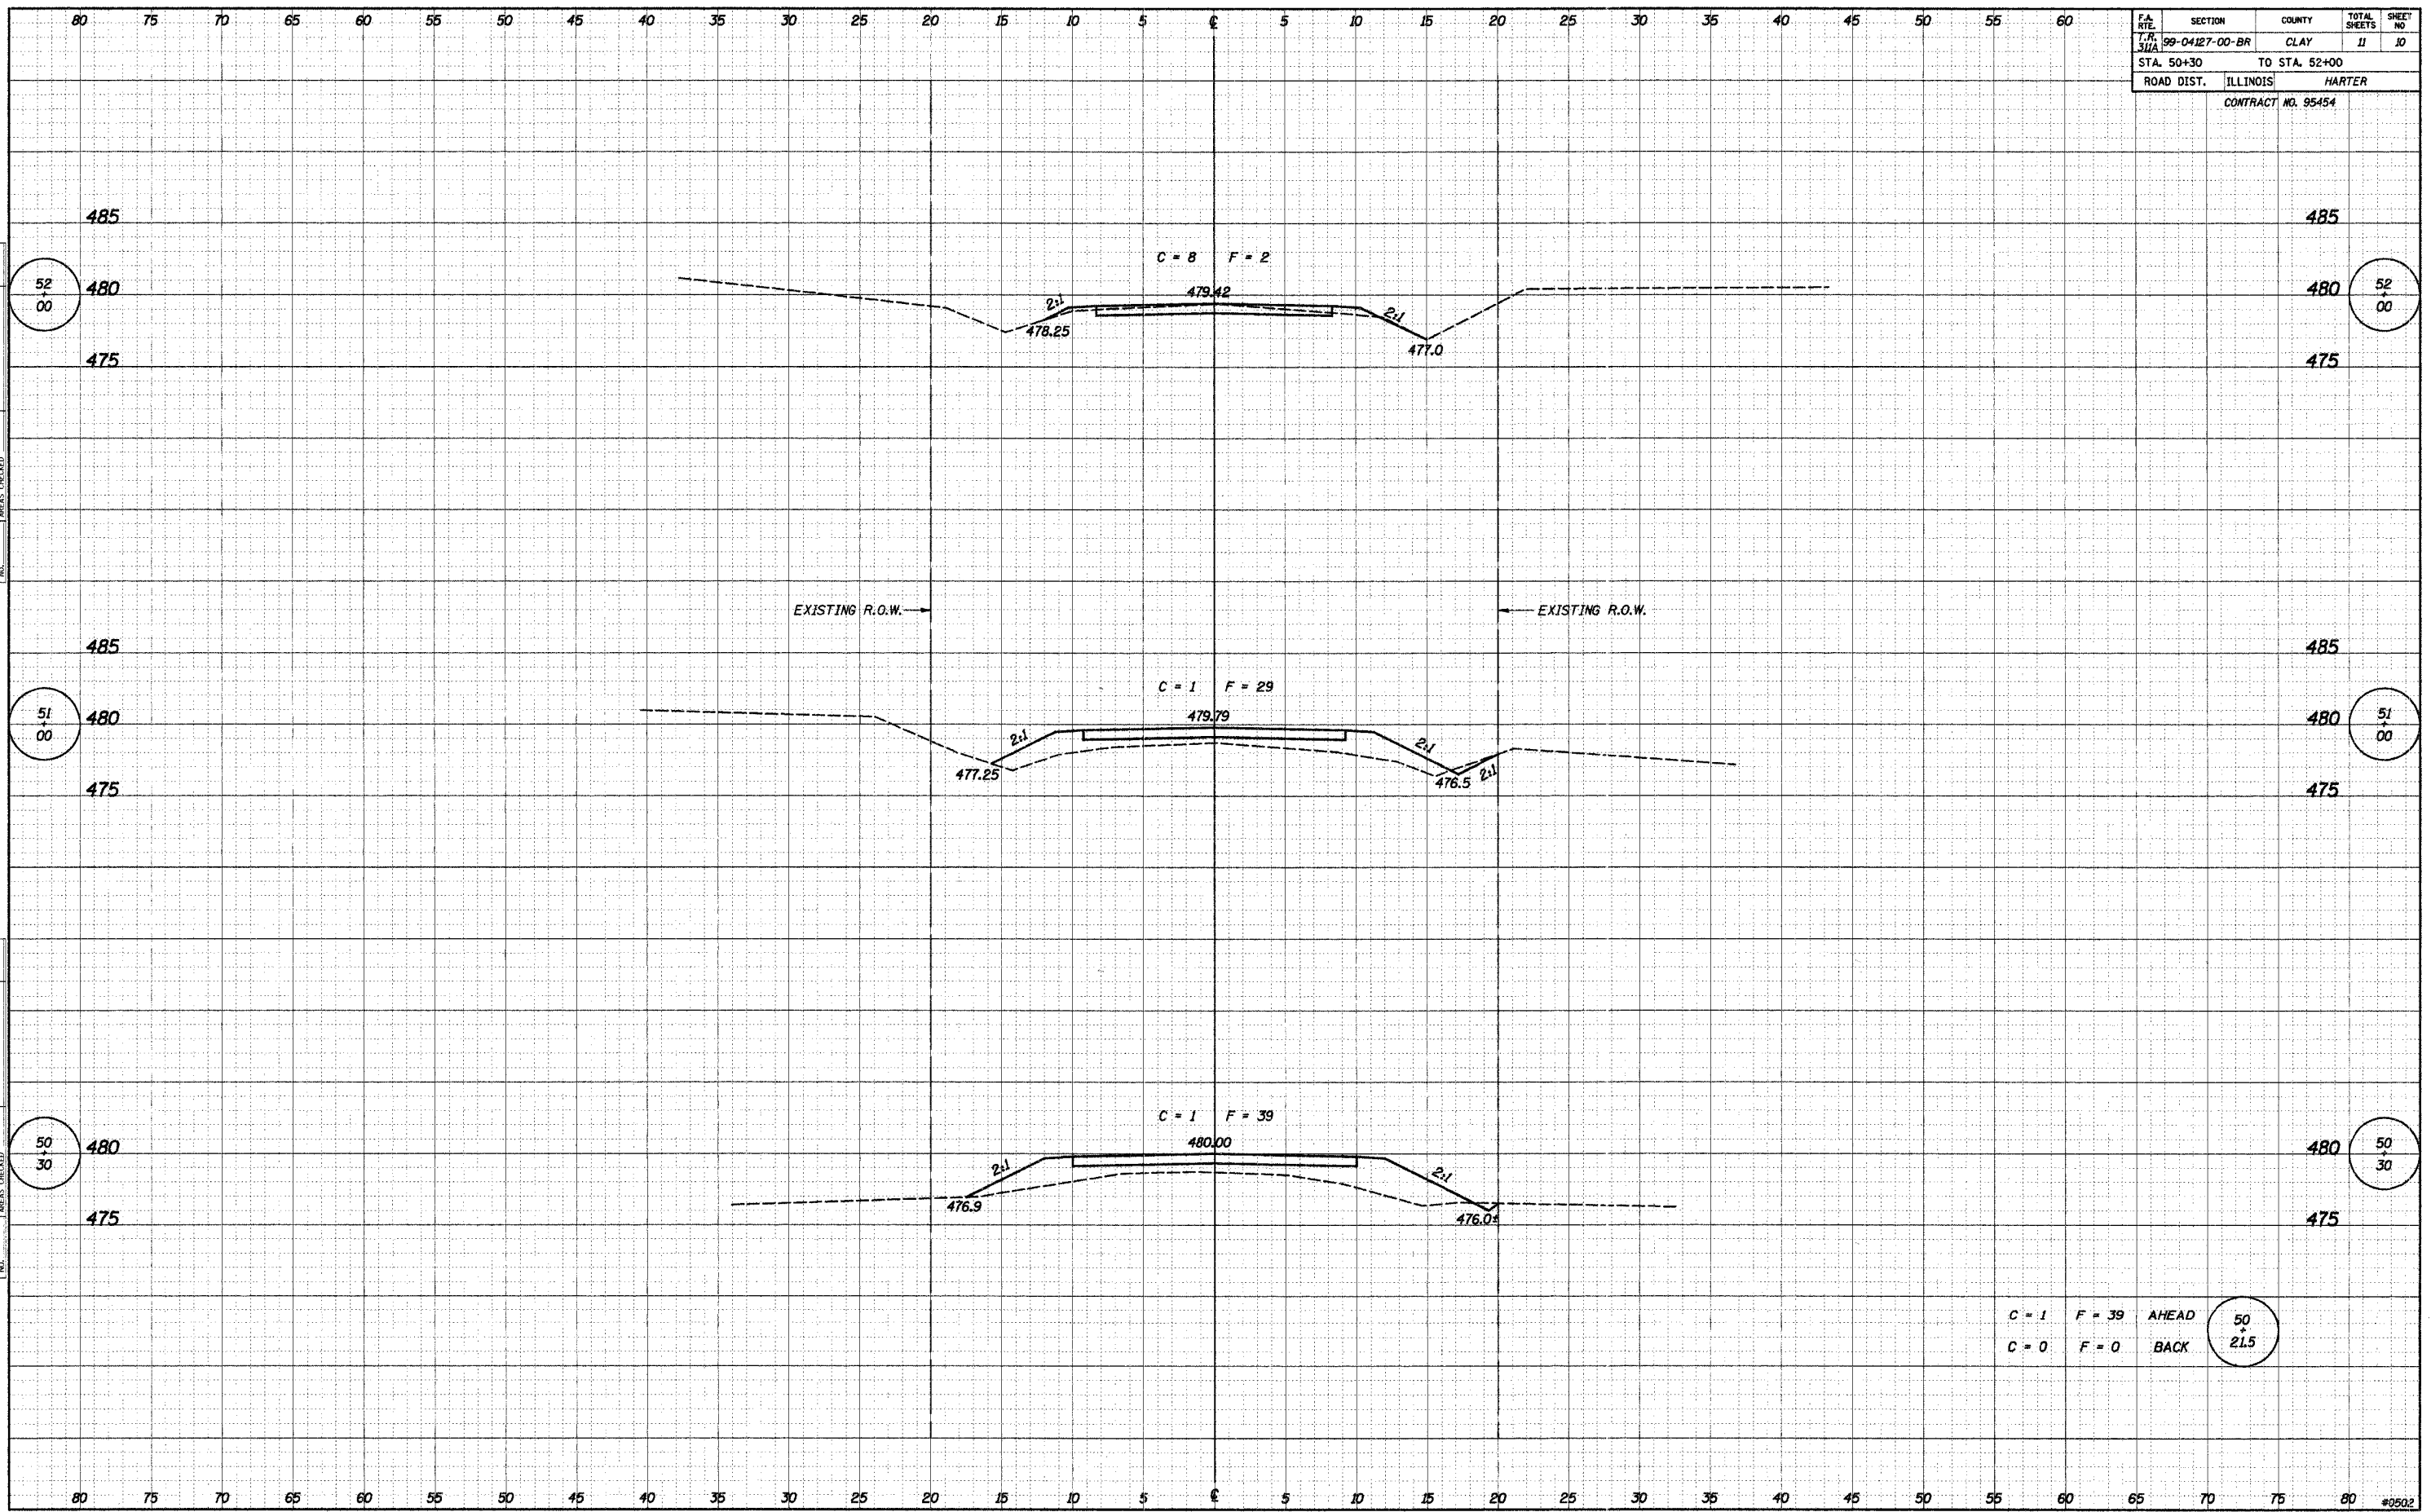 80 75 70 65 60 55 50 45 40 35 30 25 20 15 10 5 ℄ 5 10 15 20 25 30 35 40 45 50 55 60
F.A. RTE. SECTION COUNTY TOTAL SHEETS SHEET NO
T.R. 311A 99-04127-00-BR CLAY 11 10
STA. 50+30 TO STA. 52+00
ROAD DIST. ILLINOIS HARTER
CONTRACT NO. 95454
485 485
C = 8 F = 2
52 + 00 480 479.42 480 52 + 00
2:1 2:1
478.25 477.0
475 475
AREAS CHECKED
NO.
EXISTING R.O.W. EXISTING R.O.W.
485 485
C = 1 F = 29
51 + 00 480 479.79 480 51 + 00
2:1 2:1
477.25 476.5 2:1
475 475
C = 1 F = 39
50 + 30 480 480.00 480 50 + 30
2:1 2:1
476.9 476.0±
475 475
AREAS CHECKED
NO.
C = 1 F = 39 AHEAD 50 + 21.5
C = 0 F = 0 BACK
80 75 70 65 60 55 50 45 40 35 30 25 20 15 10 5 ℄ 5 10 15 20 25 30 35 40 45 50 55 60 65 70 75 80
#0502